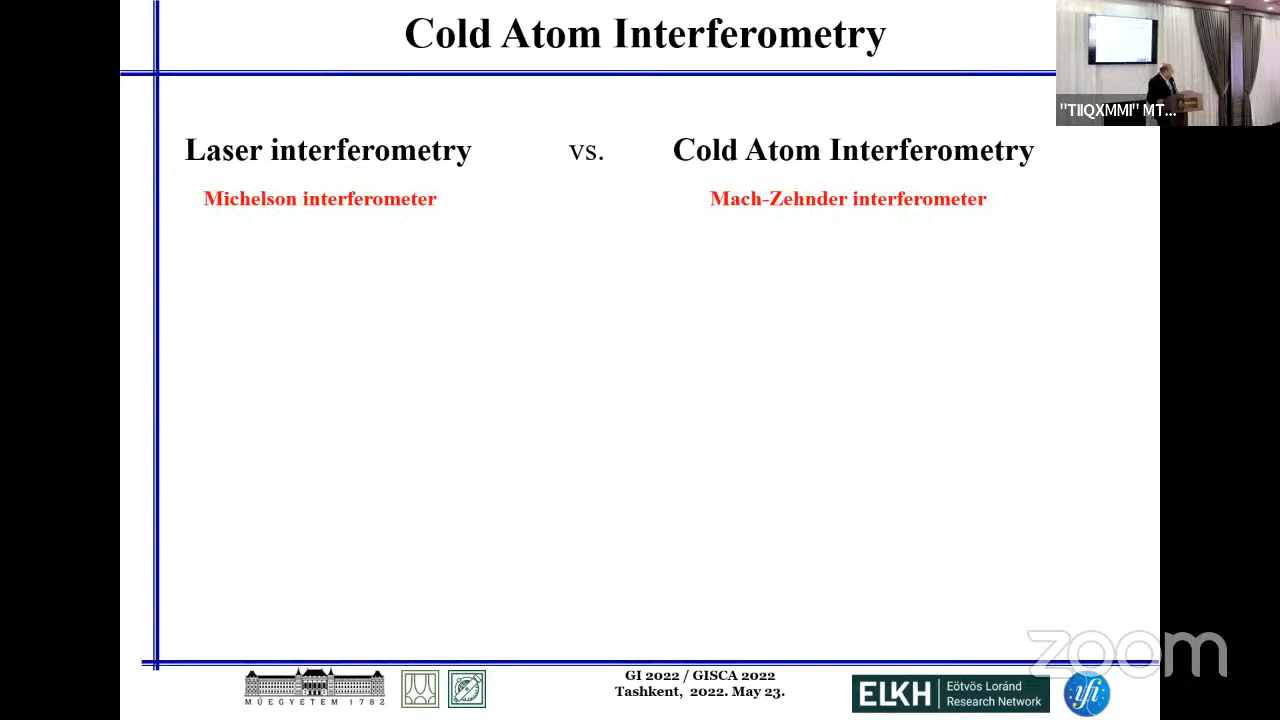 Cold Atom Interferometry
"TIIQXMMI" MT...
Laser interferometry vs. Cold Atom Interferometry
Michelson interferometer Mach-Zehnder interferometer
zoom
GI 2022 / GISCA 2022
Tashkent, 2022. May 23.
MŰEGYETEM 1782
ELKH Eötvös Loránd
Research Network
yfi